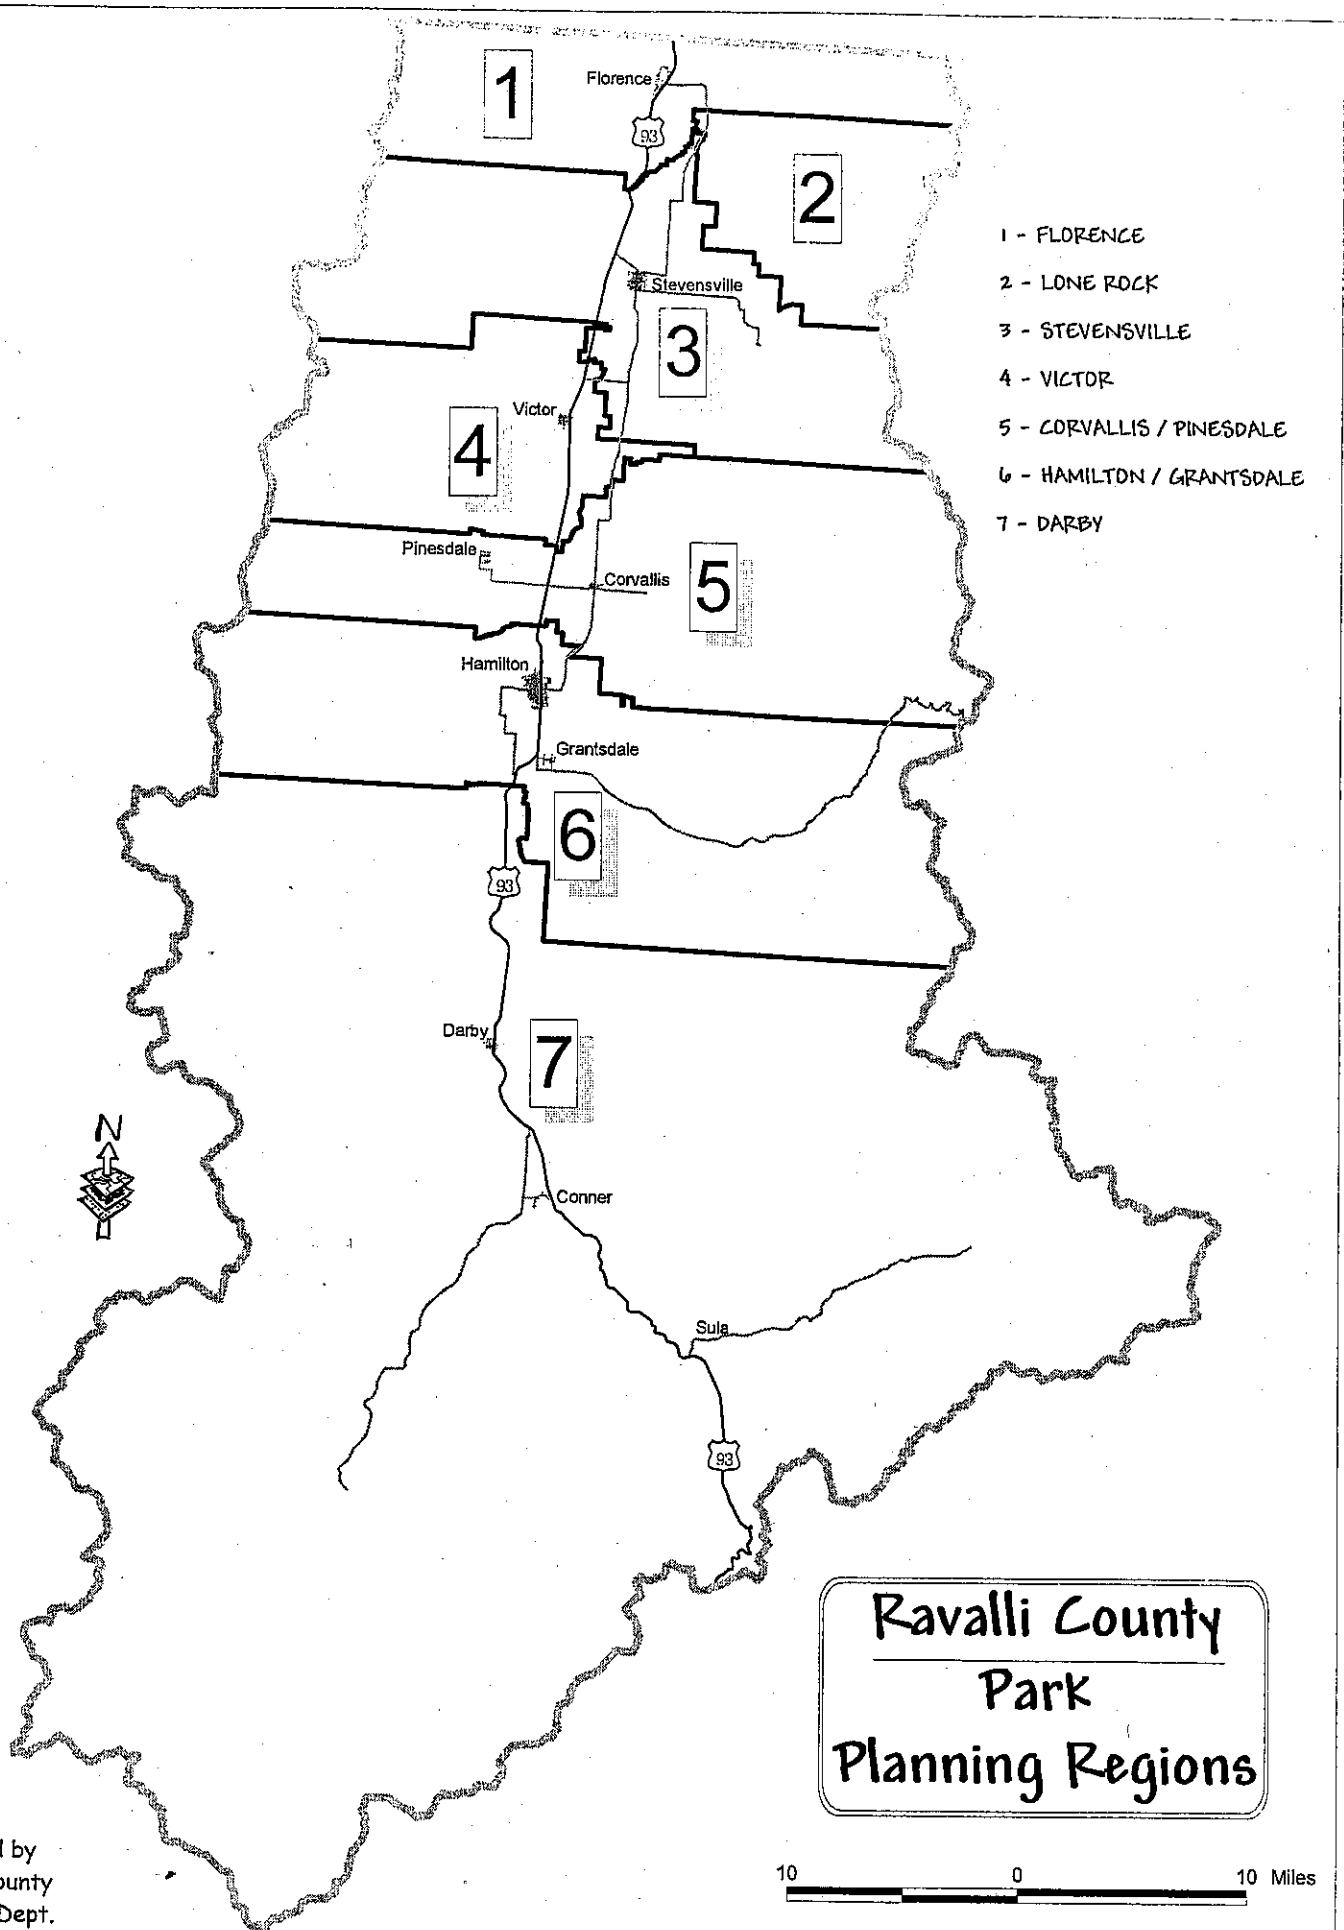 1
Florence
93
2
1 - FLORENCE
2 - LONE ROCK
3 - STEVENSVILLE
4 - VICTOR
5 - CORVALLIS / PINESDALE
6 - HAMILTON / GRANTSDALE
7 - DARBY
Stevensville
3
Victor
4
Pinesdale
Corvallis
5
Hamilton
Grantsdale
6
93
Darby
7
N
Conner
Sula
93
Ravalli County
Park
Planning Regions
by
Dept.
10 0 10 Miles